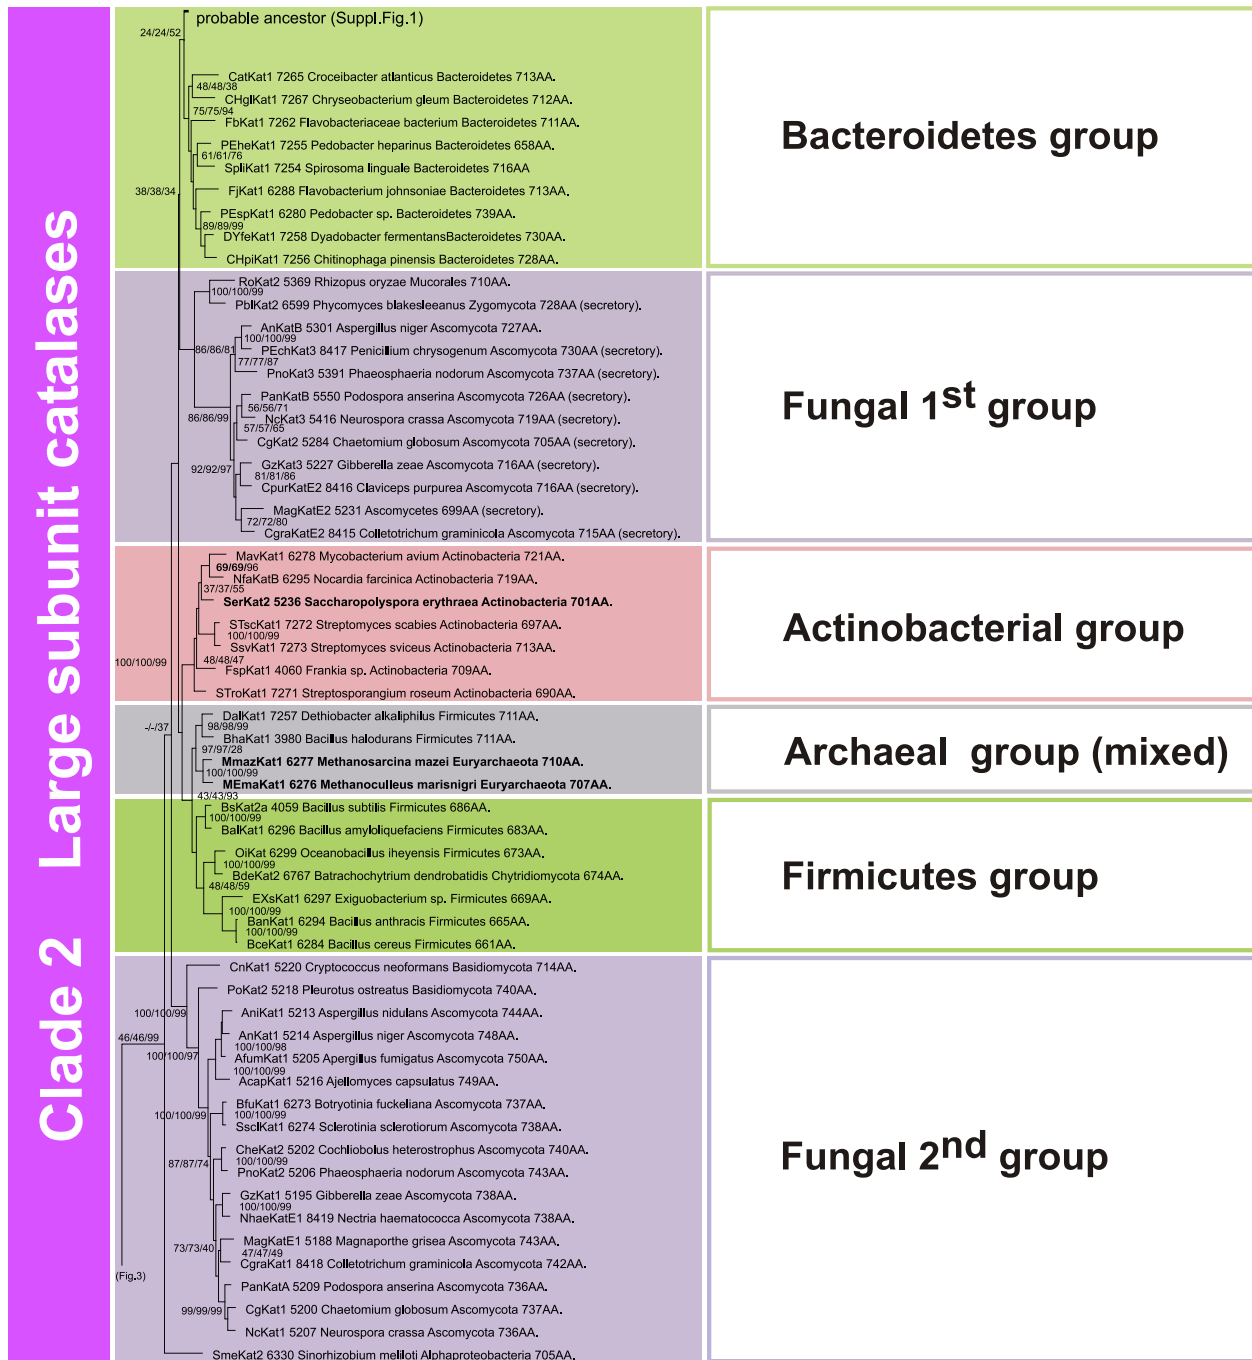 Clade 2 Large subunit catalases
probable ancestor (Suppl.Fig.1)
24/24/52
CatKat1 7265 Croceibacter atlanticus Bacteroidetes 713AA.
48/48/38
CHglKat1 7267 Chryseobacterium gleum Bacteroidetes 712AA.
75/75/94
FbKat1 7262 Flavobacteriaceae bacterium Bacteroidetes 711AA.
PEheKat1 7255 Pedobacter heparinus Bacteroidetes 658AA.
61/61/76
SpliKat1 7254 Spirosoma linguale Bacteroidetes 716AA
38/38/34
FjKat1 6288 Flavobacterium johnsoniae Bacteroidetes 713AA.
PEspKat1 6280 Pedobacter sp. Bacteroidetes 739AA.
89/89/99
DYfeKat1 7258 Dyadobacter fermentansBacteroidetes 730AA.
CHpiKat1 7256 Chitinophaga pinensis Bacteroidetes 728AA.
Bacteroidetes group
RoKat2 5369 Rhizopus oryzae Mucorales 710AA.
100/100/99
PblKat2 6599 Phycomyces blakesleeanus Zygomycota 728AA (secretory).
AnKatB 5301 Aspergillus niger Ascomycota 727AA.
100/100/99
86/86/81
PEchKat3 8417 Penicillium chrysogenum Ascomycota 730AA (secretory).
77/77/87
PnoKat3 5391 Phaeosphaeria nodorum Ascomycota 737AA (secretory).
PanKatB 5550 Podospora anserina Ascomycota 726AA (secretory).
56/56/71
86/86/99
NcKat3 5416 Neurospora crassa Ascomycota 719AA (secretory).
57/57/65
CgKat2 5284 Chaetomium globosum Ascomycota 705AA (secretory).
GzKat3 5227 Gibberella zeae Ascomycota 716AA (secretory).
92/92/97
81/81/86
CpurKatE2 8416 Claviceps purpurea Ascomycota 716AA (secretory).
MagKatE2 5231 Ascomycetes 699AA (secretory).
72/72/80
CgraKatE2 8415 Colletotrichum graminicola Ascomycota 715AA (secretory).
Fungal 1st group
MavKat1 6278 Mycobacterium avium Actinobacteria 721AA.
69/69/96
NfaKatB 6295 Nocardia farcinica Actinobacteria 719AA.
37/37/55
SerKat2 5236 Saccharopolyspora erythraea Actinobacteria 701AA.
STscKat1 7272 Streptomyces scabies Actinobacteria 697AA.
100/100/99
SsvKat1 7273 Streptomyces sviceus Actinobacteria 713AA.
48/48/47
100/100/99
FspKat1 4060 Frankia sp. Actinobacteria 709AA.
STroKat1 7271 Streptosporangium roseum Actinobacteria 690AA.
Actinobacterial group
DalKat1 7257 Dethiobacter alkaliphilus Firmicutes 711AA.
-/-/37
98/98/99
BhaKat1 3980 Bacillus halodurans Firmicutes 711AA.
97/97/28
MmazKat1 6277 Methanosarcina mazei Euryarchaeota 710AA.
100/100/99
MEmaKat1 6276 Methanoculleus marisnigri Euryarchaeota 707AA.
43/43/93
Archaeal group (mixed)
BsKat2a 4059 Bacillus subtilis Firmicutes 686AA.
100/100/99
BalKat1 6296 Bacillus amyloliquefaciens Firmicutes 683AA.
OiKat 6299 Oceanobacillus iheyensis Firmicutes 673AA.
100/100/99
BdeKat2 6767 Batrachochytrium dendrobatidis Chytridiomycota 674AA.
48/48/59
EXsKat1 6297 Exiguobacterium sp. Firmicutes 669AA.
100/100/99
BanKat1 6294 Bacillus anthracis Firmicutes 665AA.
100/100/99
BceKat1 6284 Bacillus cereus Firmicutes 661AA.
Firmicutes group
CnKat1 5220 Cryptococcus neoformans Basidiomycota 714AA.
PoKat2 5218 Pleurotus ostreatus Basidiomycota 740AA.
100/100/99
AniKat1 5213 Aspergillus nidulans Ascomycota 744AA.
46/46/99
AnKat1 5214 Aspergillus niger Ascomycota 748AA.
100/100/98
100/100/97
AfumKat1 5205 Apergillus fumigatus Ascomycota 750AA.
100/100/99
AcapKat1 5216 Ajellomyces capsulatus 749AA.
BfuKat1 6273 Botryotinia fuckeliana Ascomycota 737AA.
100/100/99
100/100/99
SsclKat1 6274 Sclerotinia sclerotiorum Ascomycota 738AA.
CheKat2 5202 Cochliobolus heterostrophus Ascomycota 740AA.
87/87/74
100/100/99
PnoKat2 5206 Phaeosphaeria nodorum Ascomycota 743AA.
GzKat1 5195 Gibberella zeae Ascomycota 738AA.
100/100/99
NhaeKatE1 8419 Nectria haematococca Ascomycota 738AA.
MagKatE1 5188 Magnaporthe grisea Ascomycota 743AA.
73/73/40
47/47/49
CgraKat1 8418 Colletotrichum graminicola Ascomycota 742AA.
(Fig.3)
PanKatA 5209 Podospora anserina Ascomycota 736AA.
99/99/99
CgKat1 5200 Chaetomium globosum Ascomycota 737AA.
NcKat1 5207 Neurospora crassa Ascomycota 736AA.
SmeKat2 6330 Sinorhizobium meliloti Alphaproteobacteria 705AA.
Fungal 2nd group